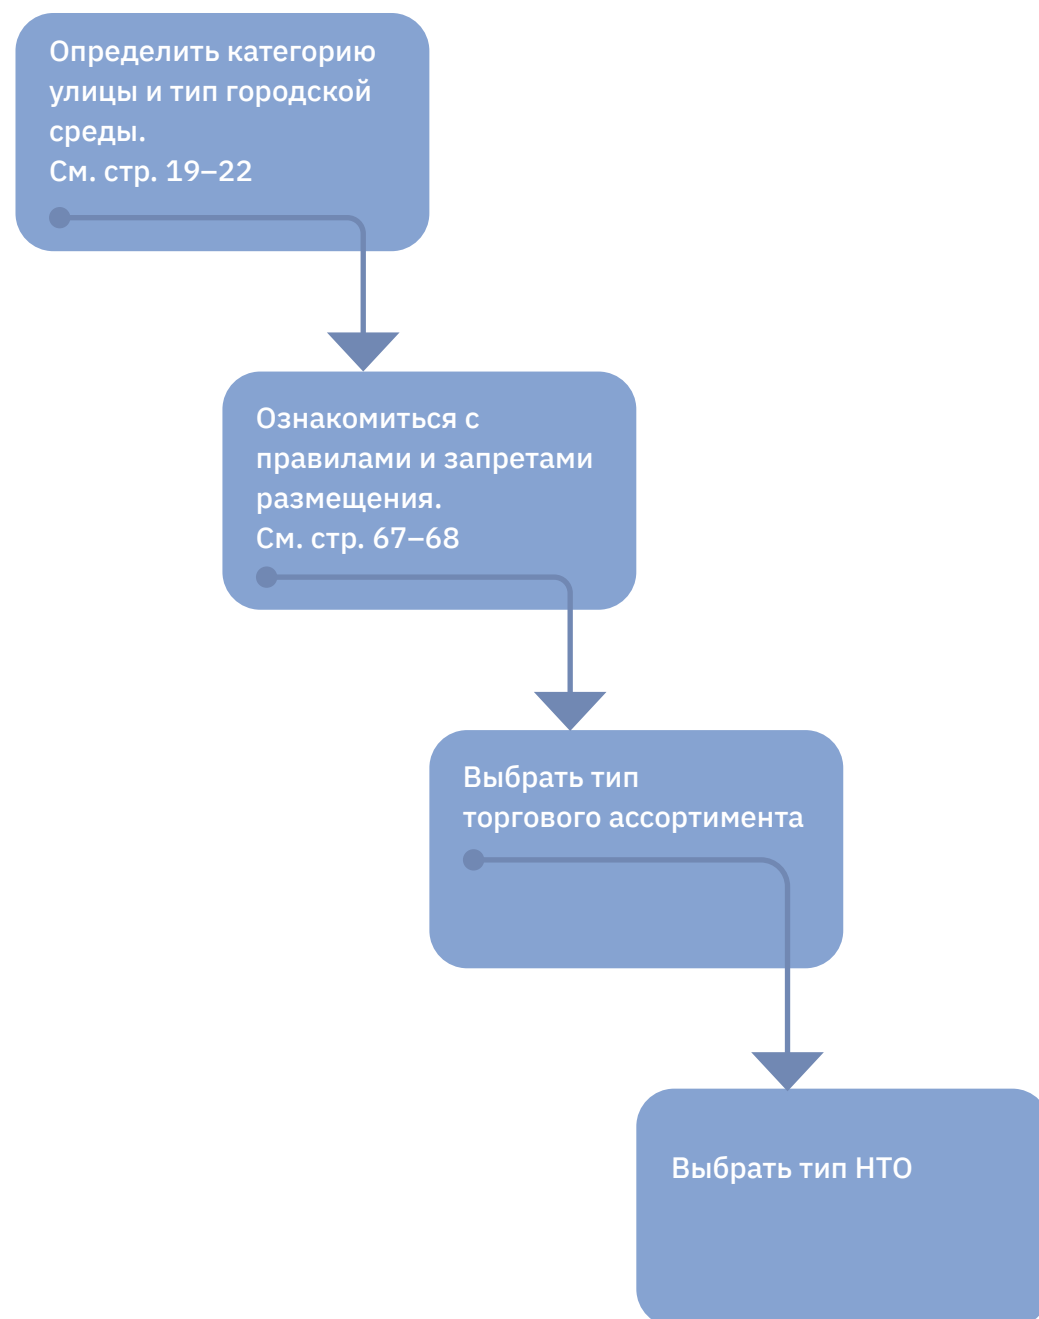 Определить категорию
улицы и тип городской
среды.
См. стр. 19–22
Ознакомиться с
правилами и запретами
размещения.
См. стр. 67–68
Выбрать тип
торгового ассортимента
Выбрать тип НТО